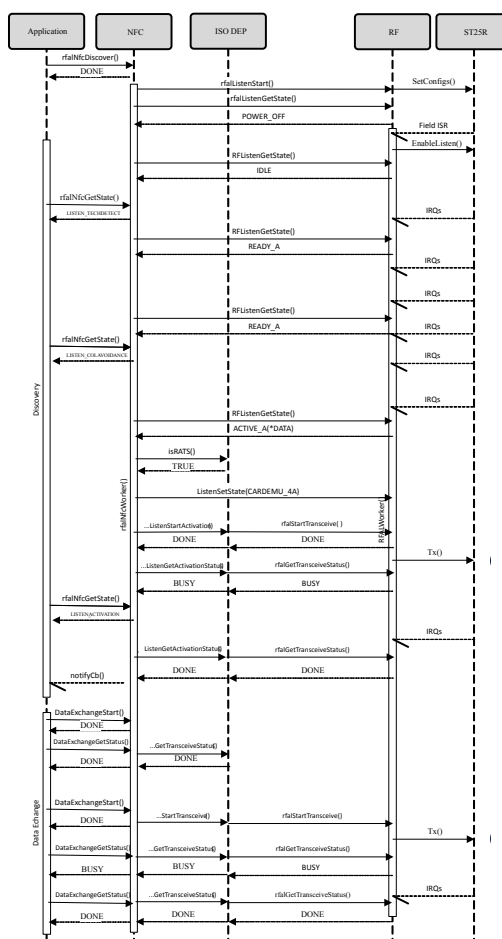 Application NFC ISO DEP RF ST25R
rfalNfcDiscover()
DONE
rfalListenStart() SetConfigs()
rfalListenGetState()
POWER_OFF
Field ISR
EnableListen()
RFListenGetState()
IDLE
rfalNfcGetState()
LISTEN_TECHDETECT IRQs
RFListenGetState()
READY_A
IRQs
IRQs
RFListenGetState()
READY_A IRQs
rfalNfcGetState()
LISTEN_COLAVOIDANCE IRQs
Discovery
IRQs
RFListenGetState()
ACTIVE_A(*DATA)
isRATS()
TRUE
rfalNfcWorker()
ListenSetState(CARDEMU_4A)
RFALWorker()
...ListenStartActivation() rfalStartTransceive( )
DONE DONE
Tx()
...ListenGetActivationStatus() rfalGetTransceiveStatus()
BUSY BUSY
rfalNfcGetState()
LISTENACTIVATION
IRQs
ListenGetActivationStatus() rfalGetTransceiveStatus()
notifyCb() DONE DONE
DataExchangeStart()
DONE
DataExchangeGetStatus() ...GetTransceiveStatus()
DONE DONE
Data Echange
DataExchangeStart()
DONE ...StartTransceive() rfalStartTransceive()
Tx()
DataExchangeGetStatus() ...GetTransceiveStatus() rfalGetTransceiveStatus()
BUSY BUSY BUSY
IRQs
DataExchangeGetStatus() ...GetTransceiveStatus() rfalGetTransceiveStatus()
DONE DONE DONE